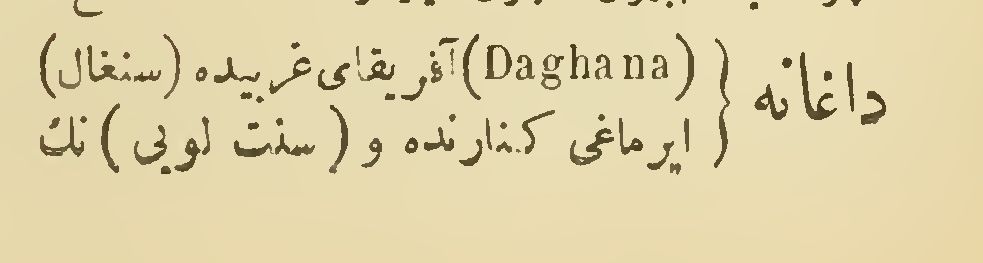 داغانه { (Daghana) آفریقای غربیده (سنغال)
ایرماغی کنارنده و (سنت لویی) نك